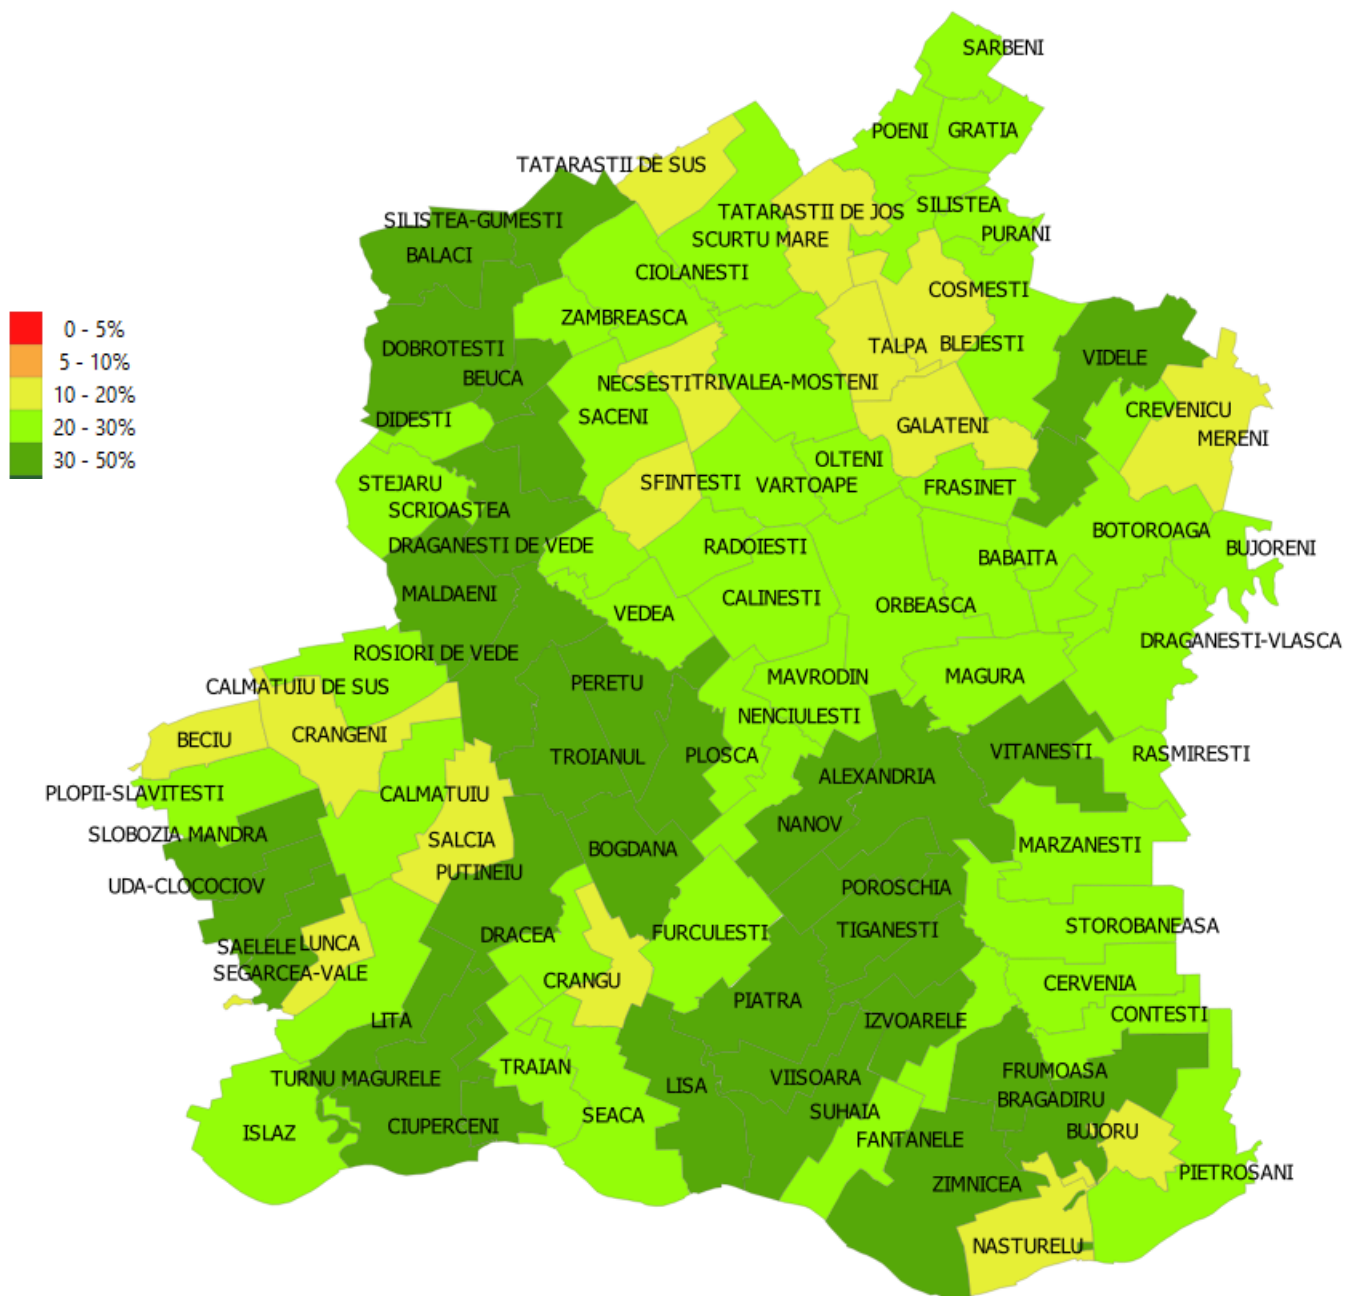 SARBENI
POENI
GRATIA
TATARASTII DE SUS
SILISTEA
TATARASTII DE JOS
SILISTEA-GUMESTI
PURANI
SCURTU MARE
BALACI
CIOLANESTI
COSMESTI
ZAMBREASCA
0 - 5%
5 - 10%
10 - 20%
20 - 30%
30 - 50%
TALPA
BLEJESTI
DOBROTESTI
VIDELE
BEUCA
NECSESTI
TRIVALEA-MOSTENI
CREVENICU
DIDESTI
SACENI
GALATENI
MERENI
OLTENI
STEJARU
SFINTESTI
VARTOAPE
FRASINET
SCRIOASTEA
BOTOROAGA
DRAGANESTI DE VEDE
RADOIESTI
BUJORENI
BABAITA
MALDAENI
CALINESTI
ORBEASCA
VEDEA
DRAGANESTI-VLASCA
ROSIORI DE VEDE
MAVRODIN
MAGURA
PERETU
CALMATUIU DE SUS
NENCIULESTI
CRANGENI
BECIU
VITANESTI
RASMIRESTI
TROIANUL
PLOSCA
ALEXANDRIA
PLOPII-SLAVITESTI
CALMATUIU
NANOV
SLOBOZIA MANDRA
SALCIA
MARZANESTI
BOGDANA
PUTINEIU
UDA-CLOCOCIOV
POROSCHIA
STOROBANEASA
DRACEA
FURCULESTI
TIGANESTI
SAELELE
LUNCA
SEGARCEA-VALE
CRANGU
CERVENIA
PIATRA
CONTESTI
LITA
IZVOARELE
TRAIAN
FRUMOASA
TURNU MAGURELE
LISA
VIISOARA
BRAGADIRU
SEACA
SUHAIA
CIUPERCENI
ISLAZ
FANTANELE
BUJORU
PIETROSANI
ZIMNICEA
NASTURELU